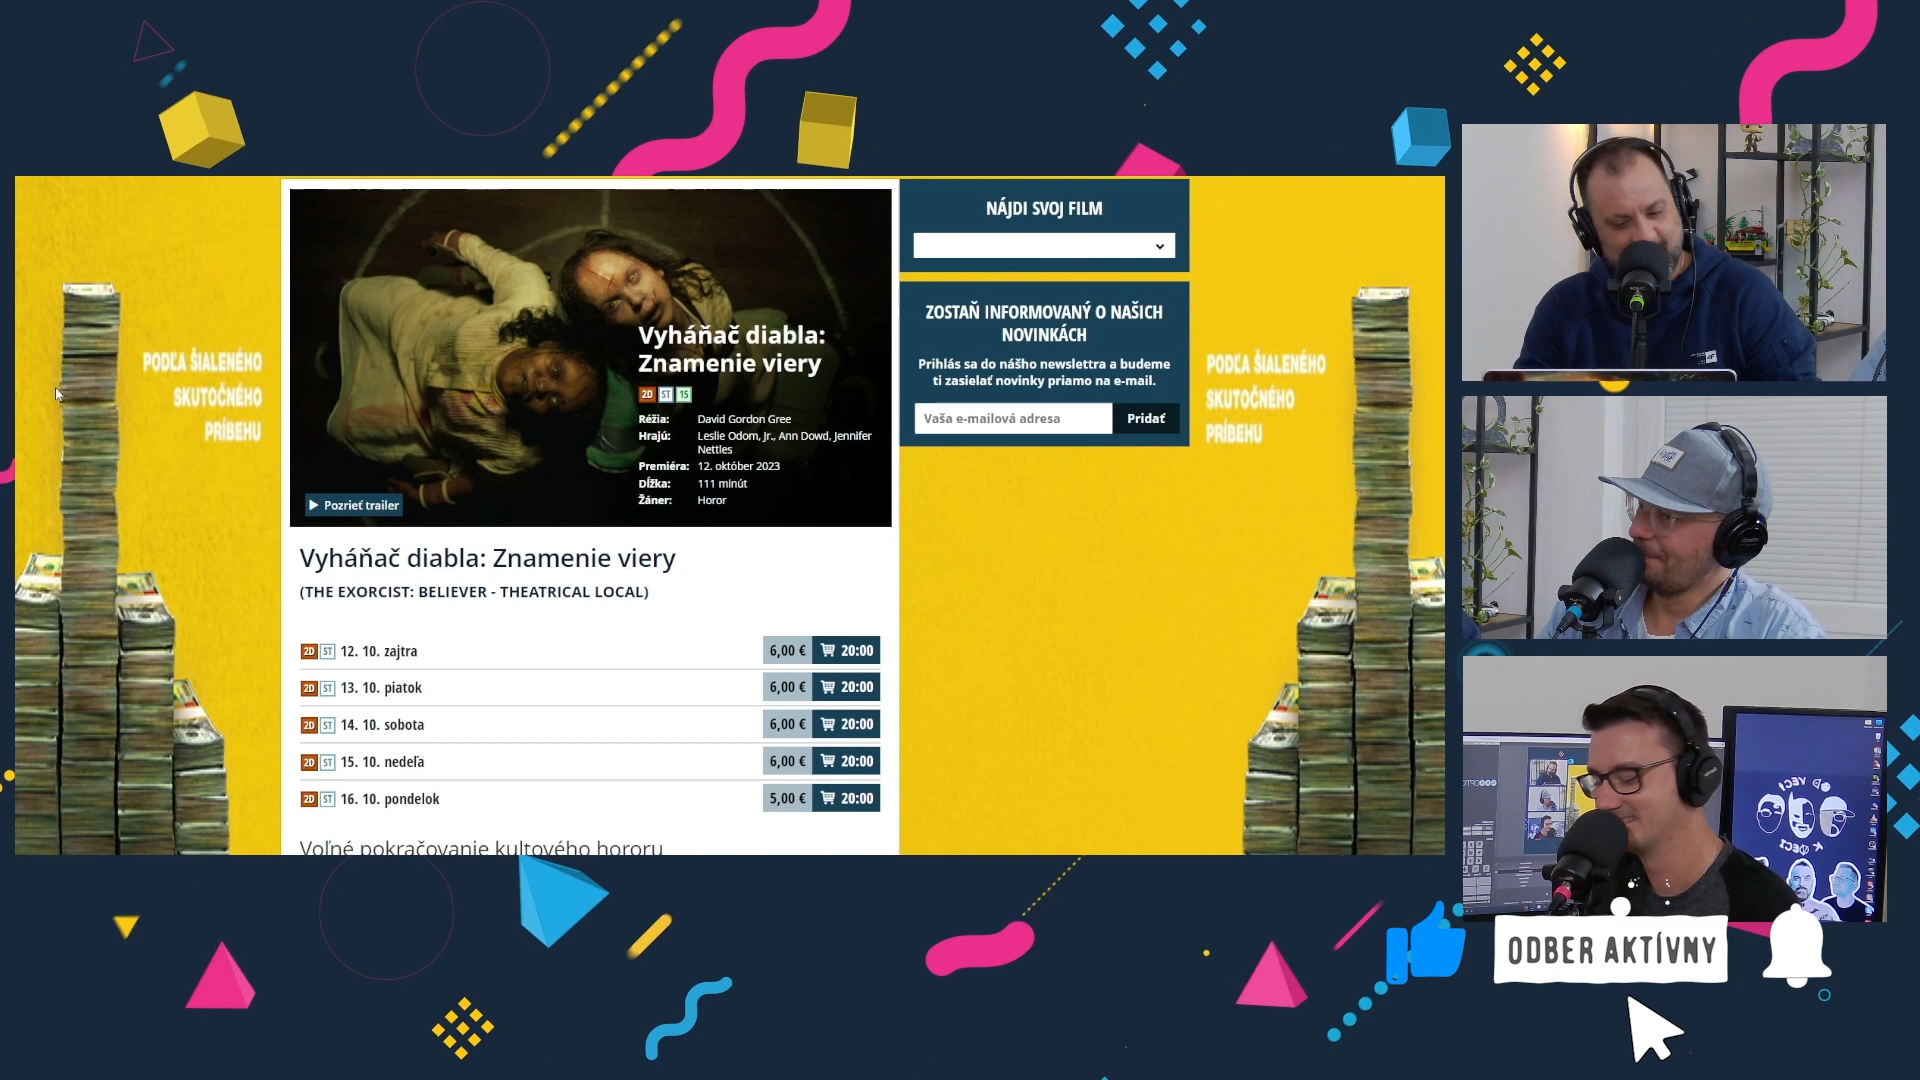 PODĽA ŠIALENÉHO
SKUTOČNÉHO
PRÍBEHU
Vyháňač diabla:
Znamenie viery
2D ST 15
Réžia: David Gordon Gree
Hrajú: Leslie Odom, Jr., Ann Dowd, Jennifer
Nettles
Premiéra: 12. október 2023
Dĺžka: 111 minút
Žáner: Horor
Pozrieť trailer
Vyháňač diabla: Znamenie viery
(THE EXORCIST: BELIEVER - THEATRICAL LOCAL)
2D ST 12. 10. zajtra 6,00 € 20:00
2D ST 13. 10. piatok 6,00 € 20:00
2D ST 14. 10. sobota 6,00 € 20:00
2D ST 15. 10. nedeľa 6,00 € 20:00
2D ST 16. 10. pondelok 5,00 € 20:00
Voľné pokračovanie kultového hororu
NÁJDI SVOJ FILM
ZOSTAŇ INFORMOVANÝ O NAŠICH
NOVINKÁCH
Prihlás sa do nášho newslettra a budeme
ti zasielať novinky priamo na e-mail.
Vaša e-mailová adresa Pridať
PODĽA ŠIALENÉHO
SKUTOČNÉHO
PRÍBEHU
ODBER AKTÍVNY